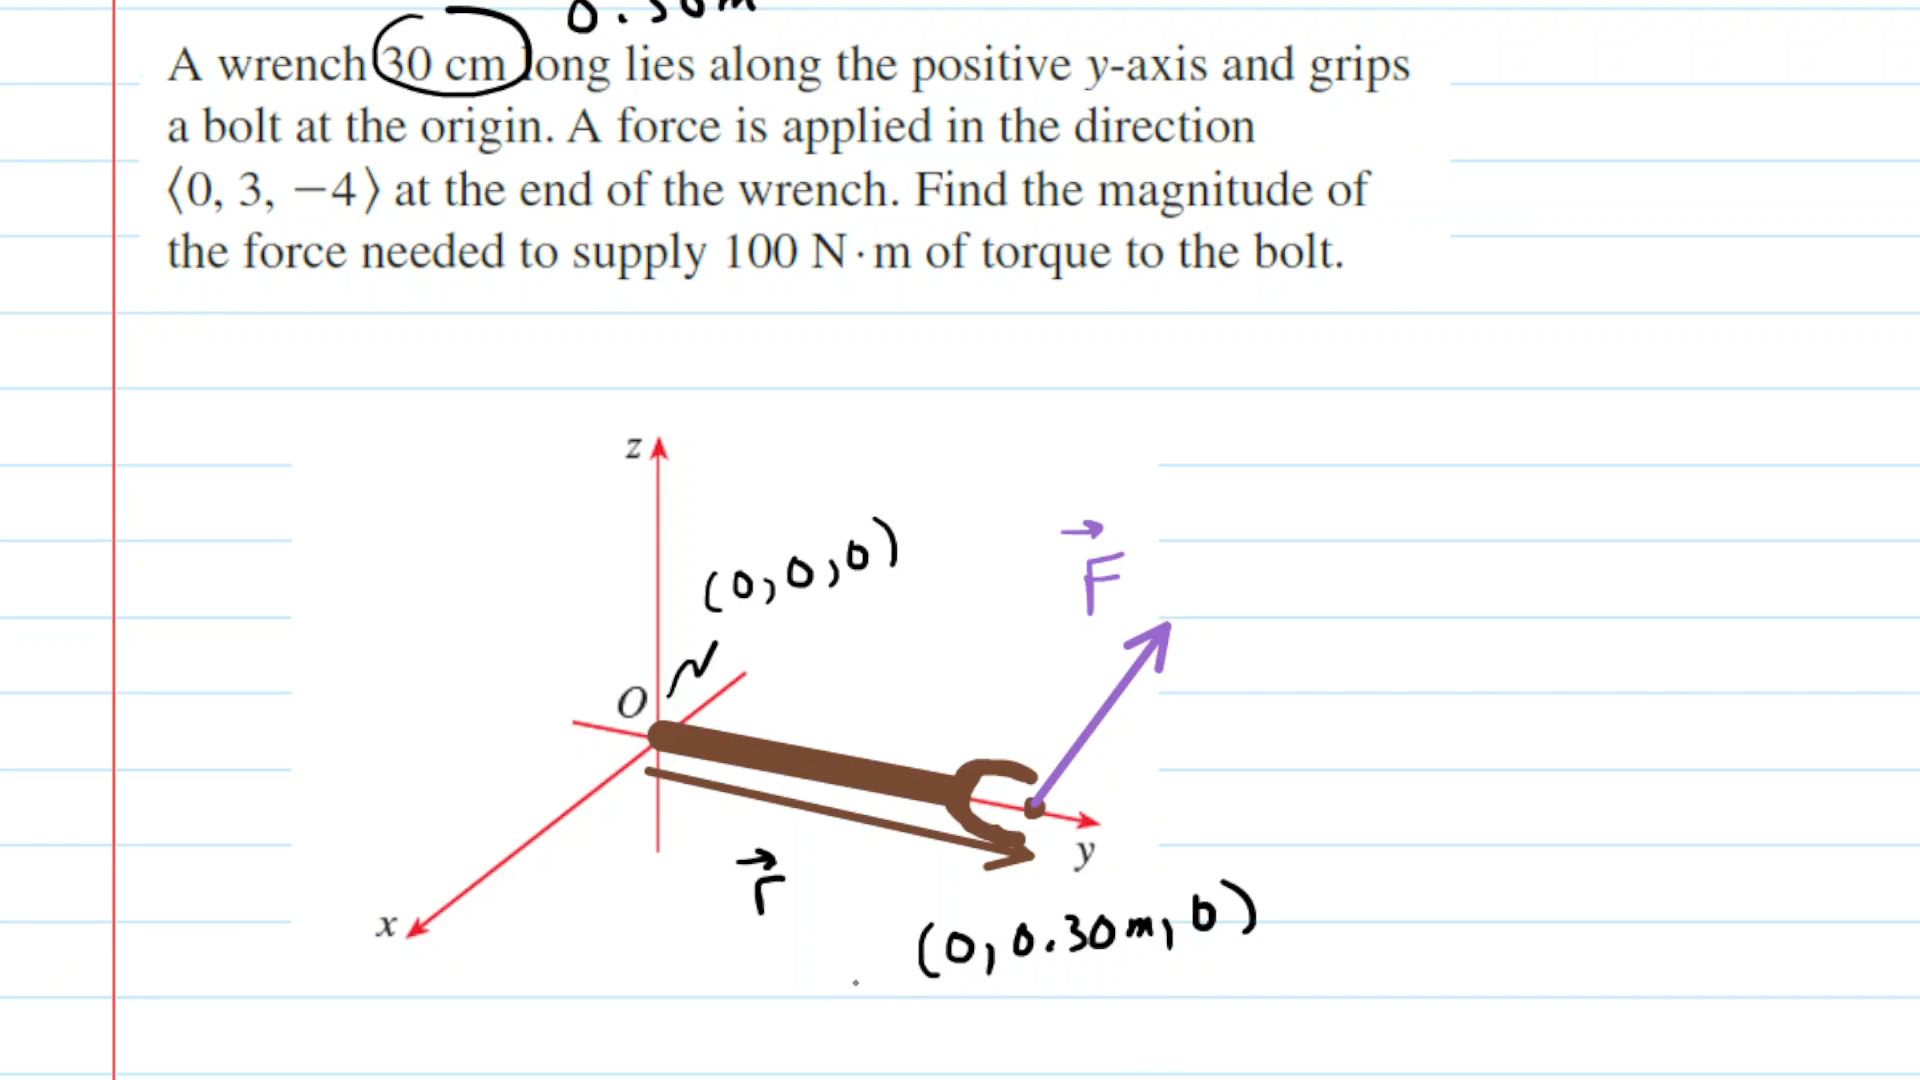 0.30m
A wrench 30 cm long lies along the positive y-axis and grips
a bolt at the origin. A force is applied in the direction
⟨0, 3, −4⟩ at the end of the wrench. Find the magnitude of
the force needed to supply 100 N·m of torque to the bolt.
z
(0,0,0)
F
O
y
r
x
(0,0.30m,0)